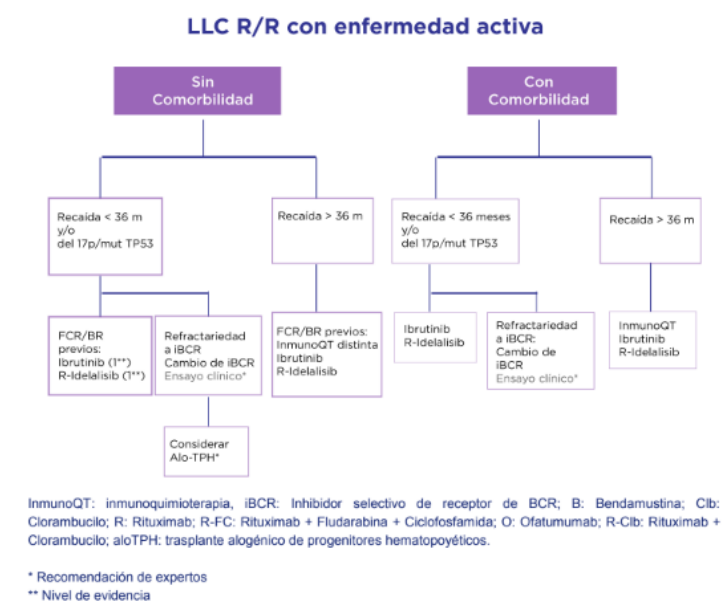 LLC R/R con enfermedad activa
Sin
Comorbilidad
Con
Comorbilidad
Recaída < 36 m
y/o
del 17p/mut TP53
Recaída > 36 m
Recaída < 36 meses
y/o
del 17p/mut TP53
Recaída > 36 m
FCR/BR
previos:
Ibrutinib (1**)
R-Idelalisib (1**)
Refractariedad
a iBCR
Cambio de iBCR
Ensayo clínico*
FCR/BR previos:
InmunoQT distinta
Ibrutinib
R-Idelalisib
Ibrutinib
R-Idelalisib
Refractariedad
a iBCR:
Cambio de
iBCR
Ensayo clínico*
InmunoQT
Ibrutinib
R-Idelalisib
Considerar
Alo-TPH*
InmunoQT: inmunoquimioterapia, iBCR: Inhibidor selectivo de receptor de BCR; B: Bendamustina; Clb:
Clorambucilo; R: Rituximab; R-FC: Rituximab + Fludarabina + Ciclofosfamida; O: Ofatumumab; R-Clb: Rituximab +
Clorambucilo; aloTPH: trasplante alogénico de progenitores hematopoyéticos.
* Recomendación de expertos
** Nivel de evidencia